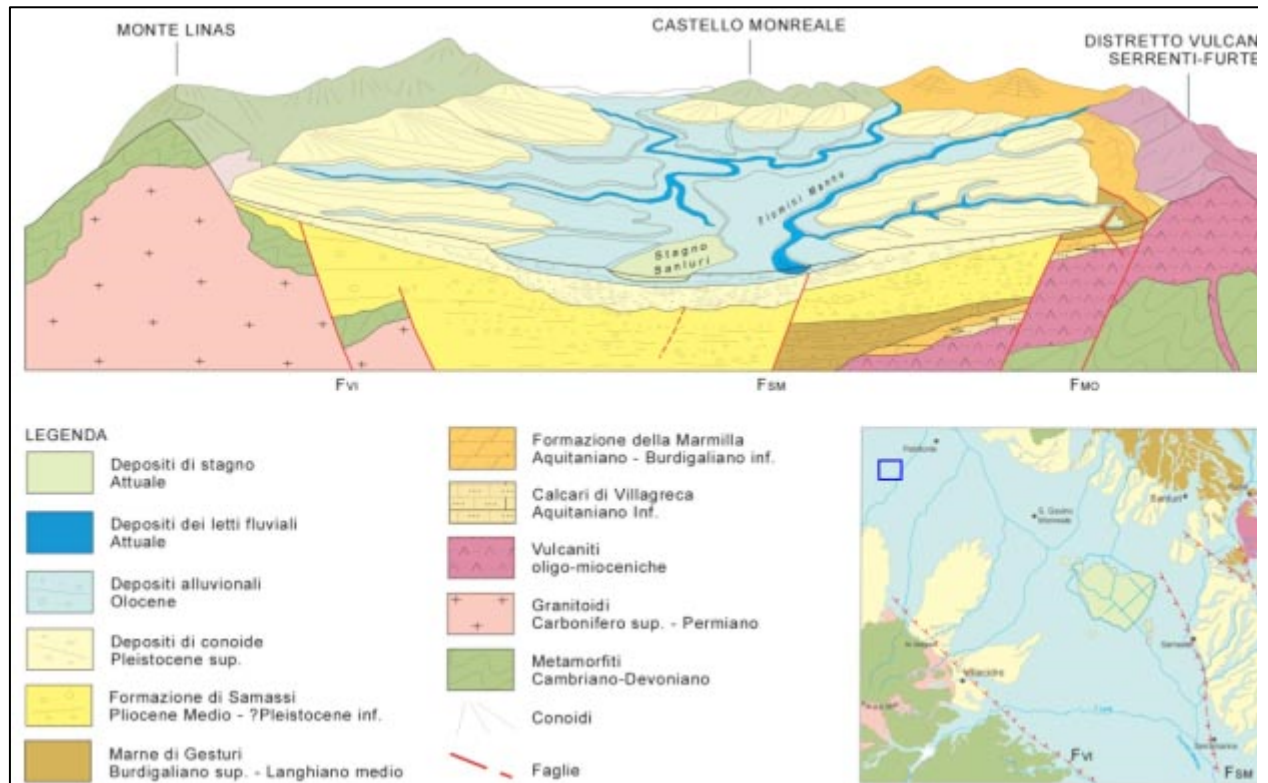 MONTE LINAS
CASTELLO MONREALE
DISTRETTO VULCAN
SERRENTI-FURTE
Flumini Mannu
Stagno
Sanluri
FVI
FSM
FMO
LEGENDA
Depositi di stagno
Attuale
Depositi dei letti fluviali
Attuale
Depositi alluvionali
Olocene
Depositi di conoide
Pleistocene sup.
Formazione di Samassi
Pliocene Medio - ?Pleistocene inf.
Marne di Gesturi
Burdigaliano sup. - Langhiano medio
Formazione della Marmilla
Aquitaniano - Burdigaliano inf.
Calcari di Villagreca
Aquitaniano Inf.
Vulcaniti
oligo-mioceniche
Granitoidi
Carbonifero sup. - Permiano
Metamorfiti
Cambriano-Devoniano
Conoidi
Faglie
Sanluri
S. Gavino
Monreale
Villacidro
FVI
FSM